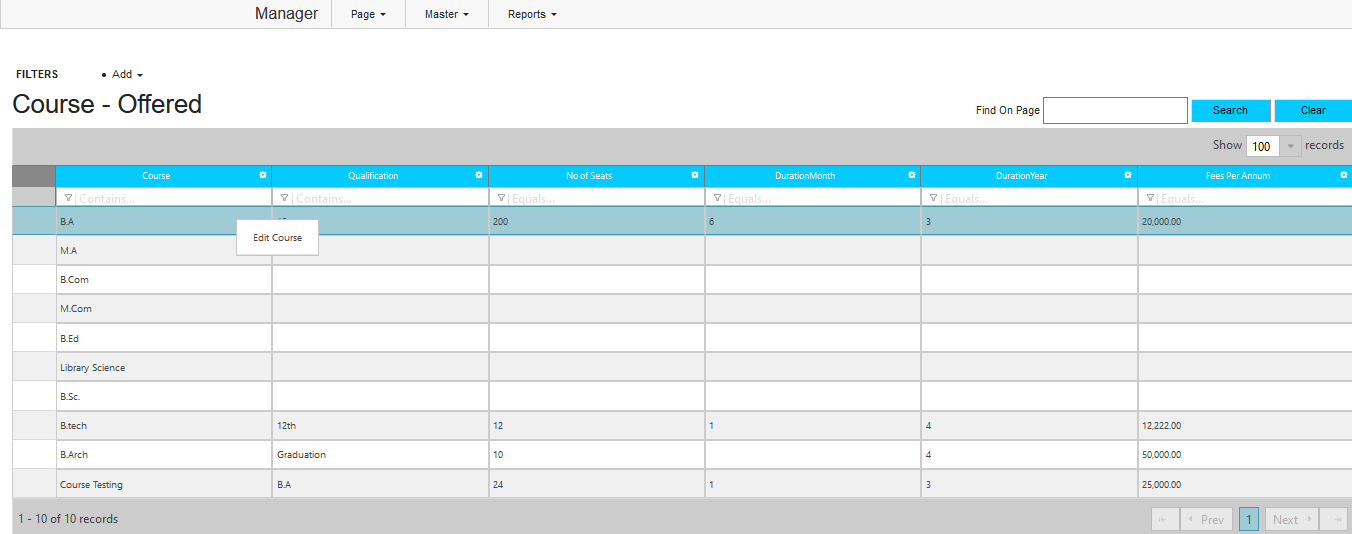 Manager Page Master Reports
FILTERS • Add
Course - Offered
Find On Page Search Clear
Show 100 records
Course Qualification No of Seats DurationMonth DurationYear Fees Per Annum
Contains... Contains... Equals... Equals... Equals... Equals...
B.A 200 6 3 20,000.00
Edit Course
M.A
B.Com
M.Com
B.Ed
Library Science
B.Sc.
B.tech 12th 12 1 4 12,222.00
B.Arch Graduation 10 4 50,000.00
Course Testing B.A 24 1 3 25,000.00
1 - 10 of 10 records Prev 1 Next